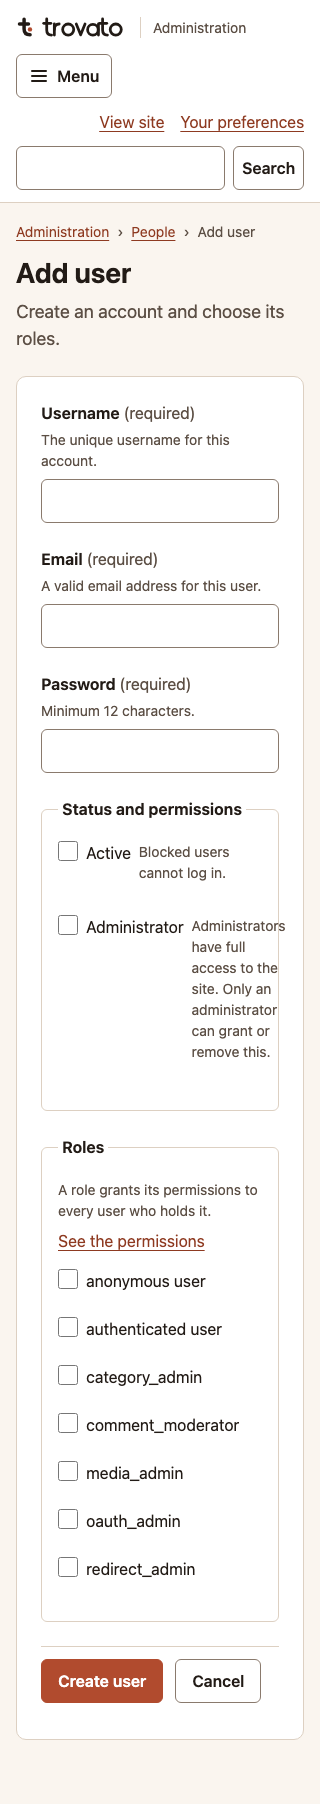 trovato
Administration
Menu
View site Your preferences
Search
Administration › People › Add user
Add user
Create an account and choose its
roles.
Username (required)
The unique username for this
account.
Email (required)
A valid email address for this user.
Password (required)
Minimum 12 characters.
Status and permissions
Active Blocked users
cannot log in.
Administrator Administrators
have full
access to the
site. Only an
administrator
can grant or
remove this.
Roles
A role grants its permissions to
every user who holds it.
See the permissions
anonymous user
authenticated user
category_admin
comment_moderator
media_admin
oauth_admin
redirect_admin
Create user Cancel